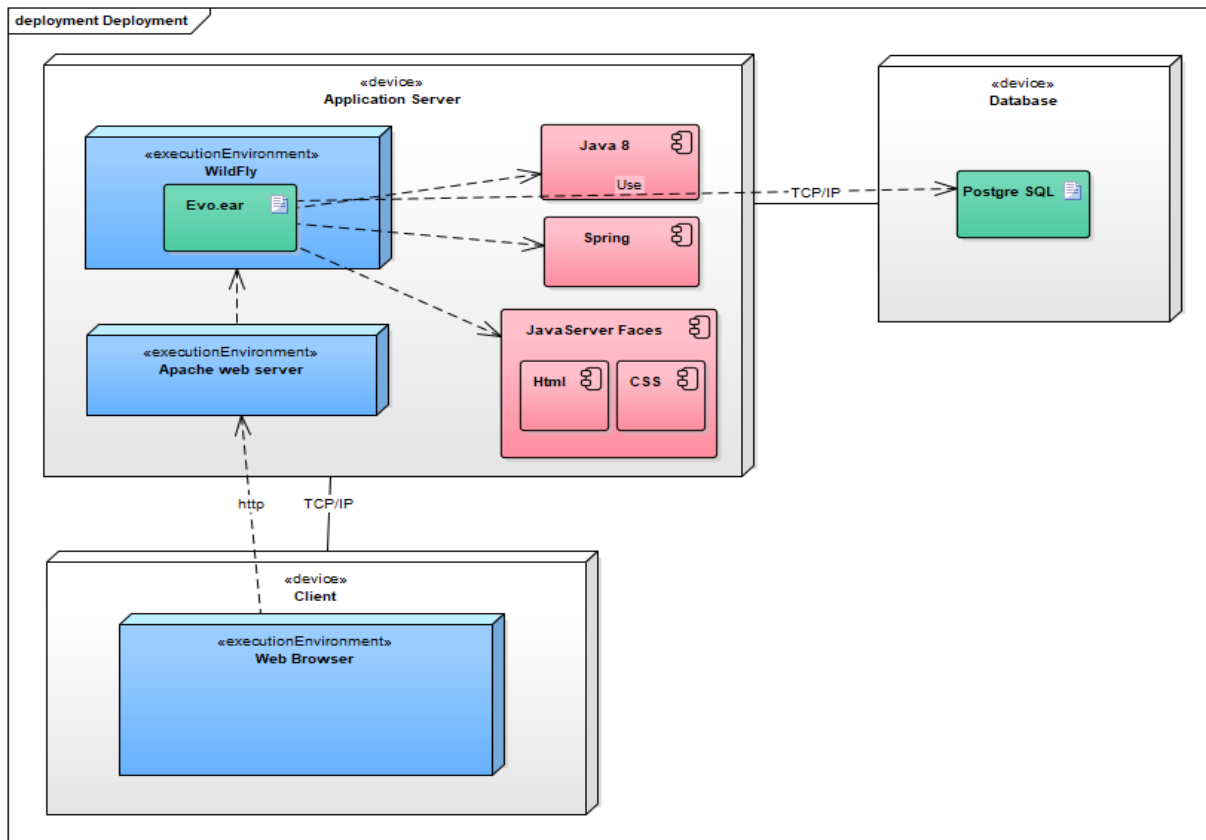 deployment Deployment
«device»
Application Server
«executionEnvironment»
WildFly
Evo.ear
Java 8
Use
Spring
JavaServer Faces
Html
CSS
«executionEnvironment»
Apache web server
TCP/IP
«device»
Database
Postgre SQL
http
TCP/IP
«device»
Client
«executionEnvironment»
Web Browser